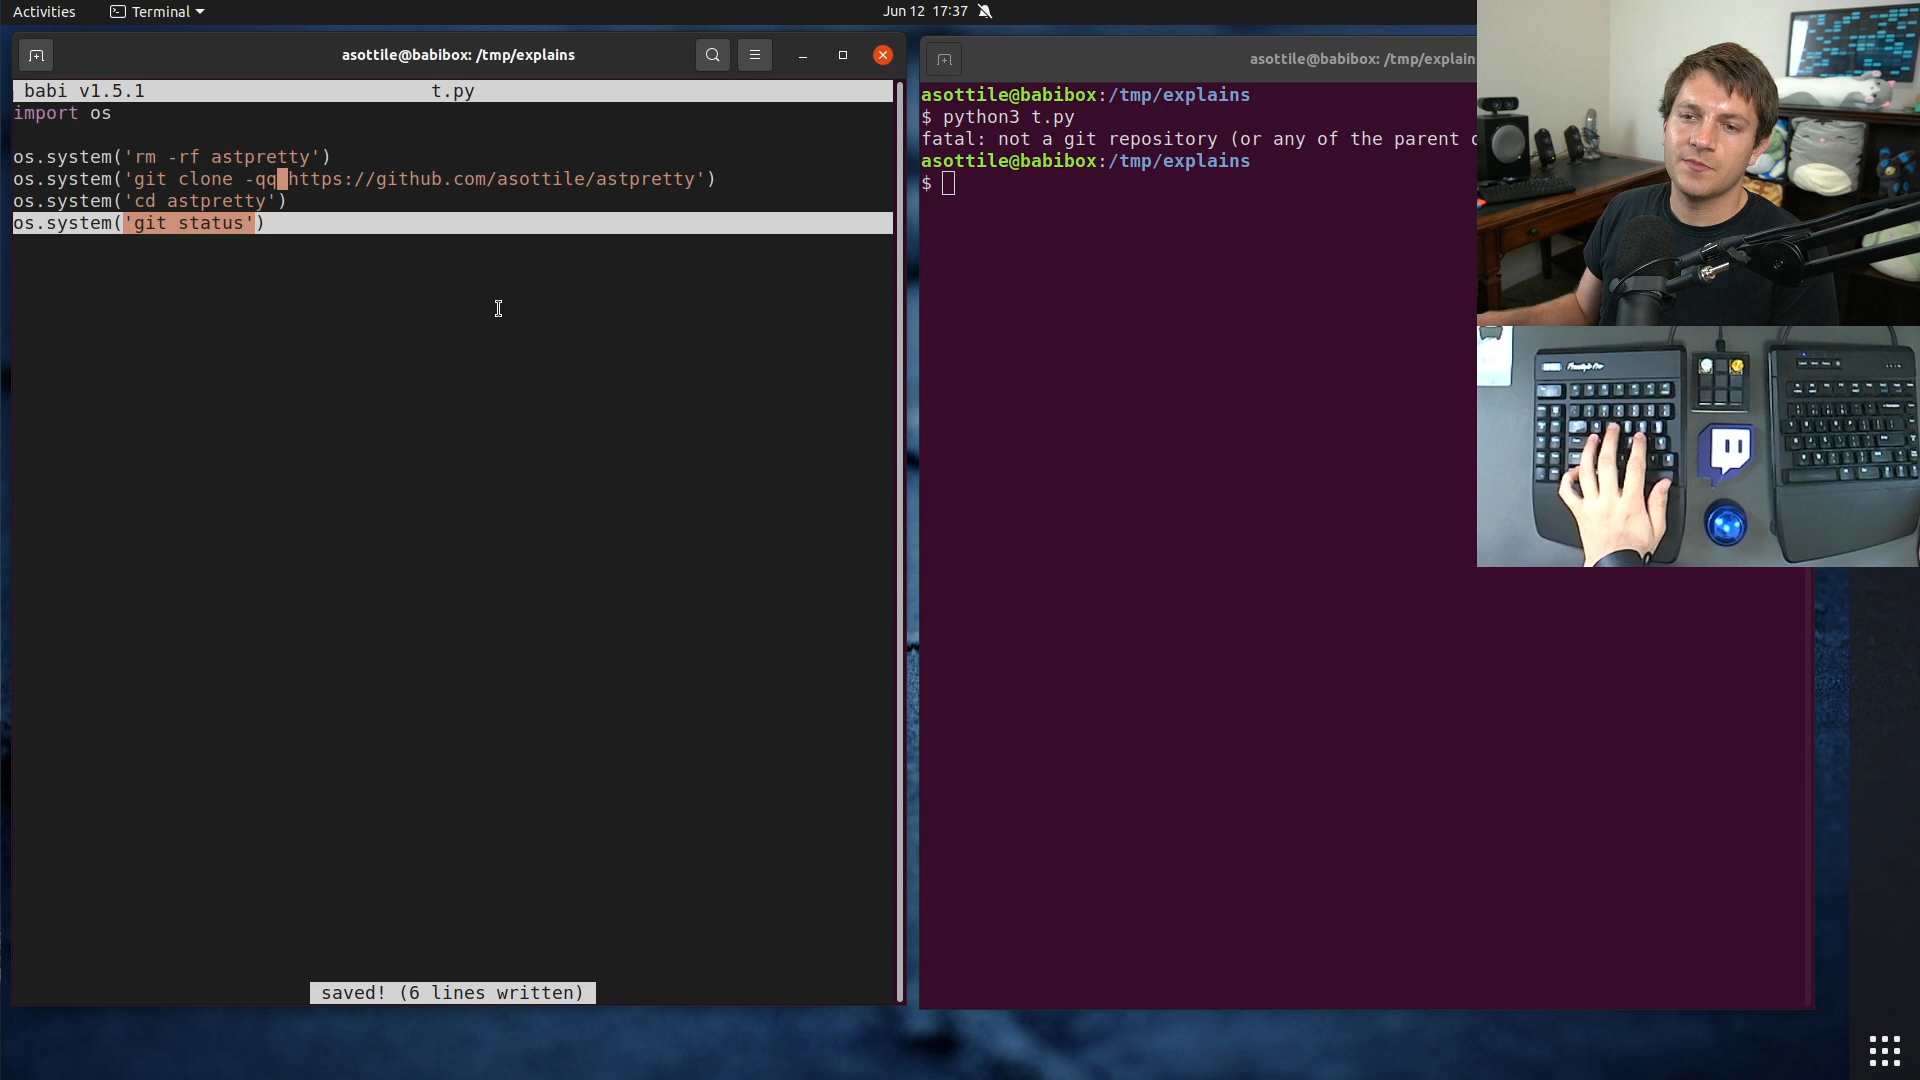 Activities
Terminal
Jun 12 17:37
asottile@babibox: /tmp/explains
babi v1.5.1 t.py
import os
os.system('rm -rf astpretty')
os.system('git clone -qq https://github.com/asottile/astpretty')
os.system('cd astpretty')
os.system('git status')
saved! (6 lines written)
asottile@babibox: /tmp/explain
asottile@babibox:/tmp/explains
$ python3 t.py
fatal: not a git repository (or any of the parent
asottile@babibox:/tmp/explains
$
Freestyle Pro